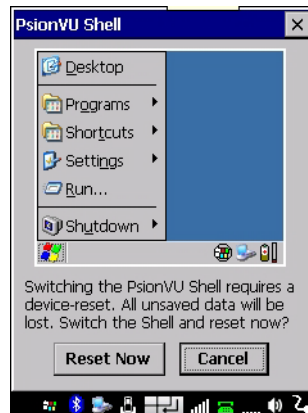 PsionVU Shell
Desktop
Programs
Shortcuts
Settings
Run...
Shutdown
Switching the PsionVU Shell requires a
device-reset. All unsaved data will be
lost. Switch the Shell and reset now?
Reset Now
Cancel